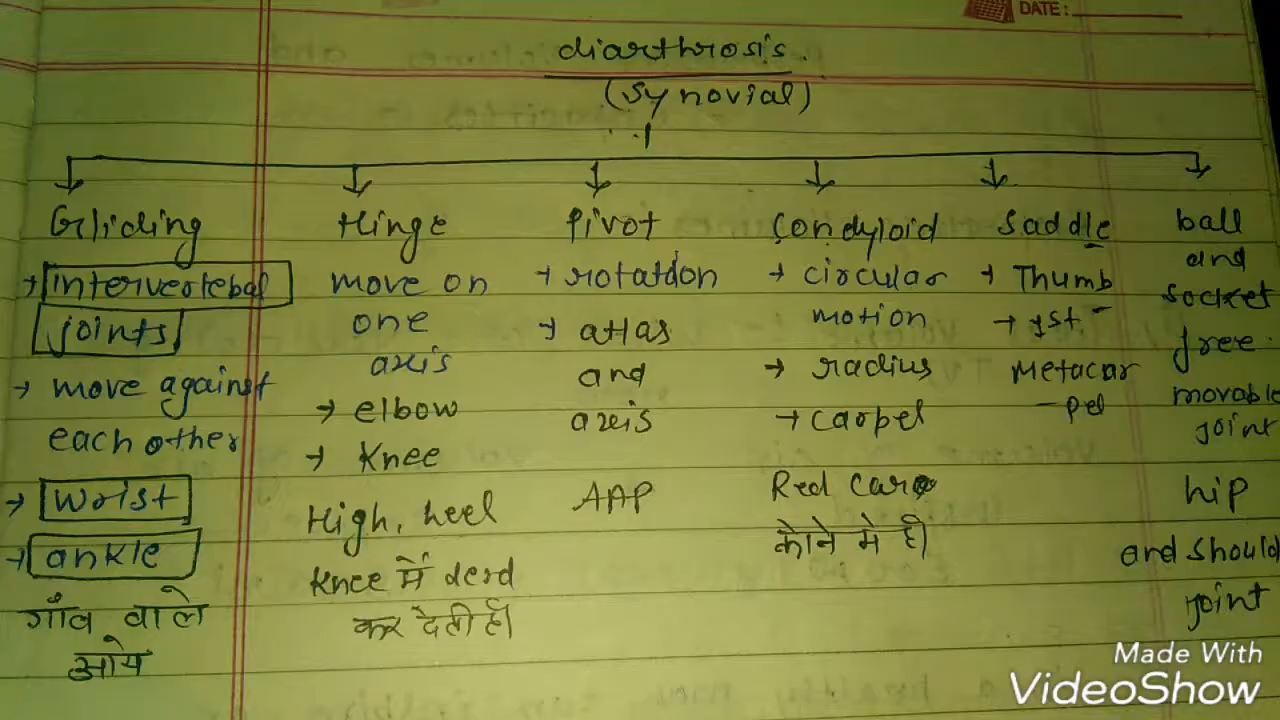 DATE:
diarthrosis.
(synovial)
Gliding
→ intervertebal
joints
→ move against
each other
→ wrist
→ ankle
गाँव वाले
आये
Hinge
move on
one
axis
→ elbow
→ Knee
High, heel
Knee में derd
कर देती है।
Pivot
→ rotation
→ atlas
and
axis
AAP
Condyloid
→ circular
motion
→ radius
→ carpel
Red car
कोने मे है।
Saddle
→ Thumb
→ 1st
Metacar
-pel
ball
and
socket
free
movable
joint
hip
and should
joint
Made With
VideoShow